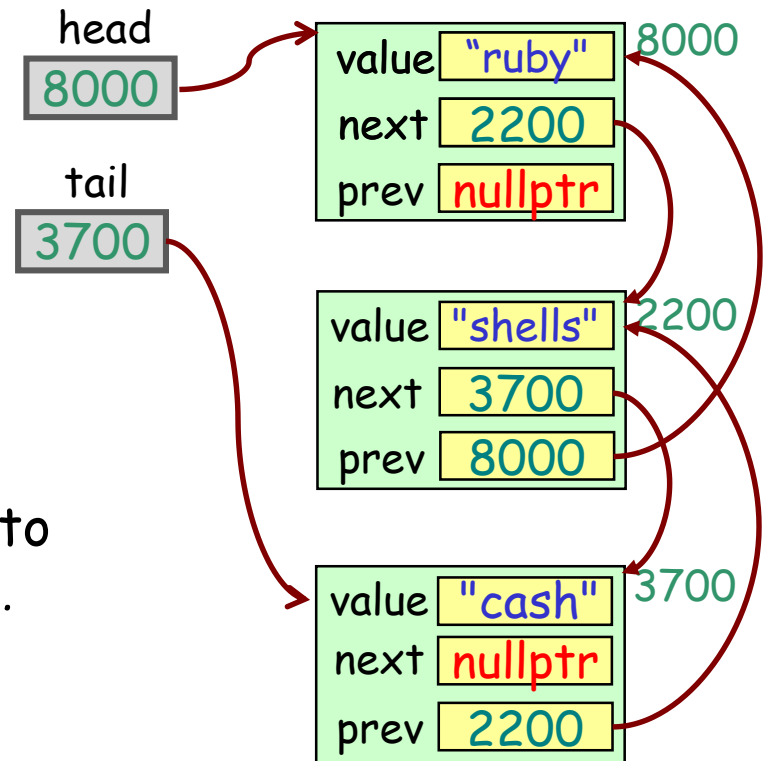 head
8000
tail
3700
to
.
8000
value “ruby"
next 2200
prev nullptr
2200
value "shells"
next 3700
prev 8000
3700
value "cash"
next nullptr
prev 2200